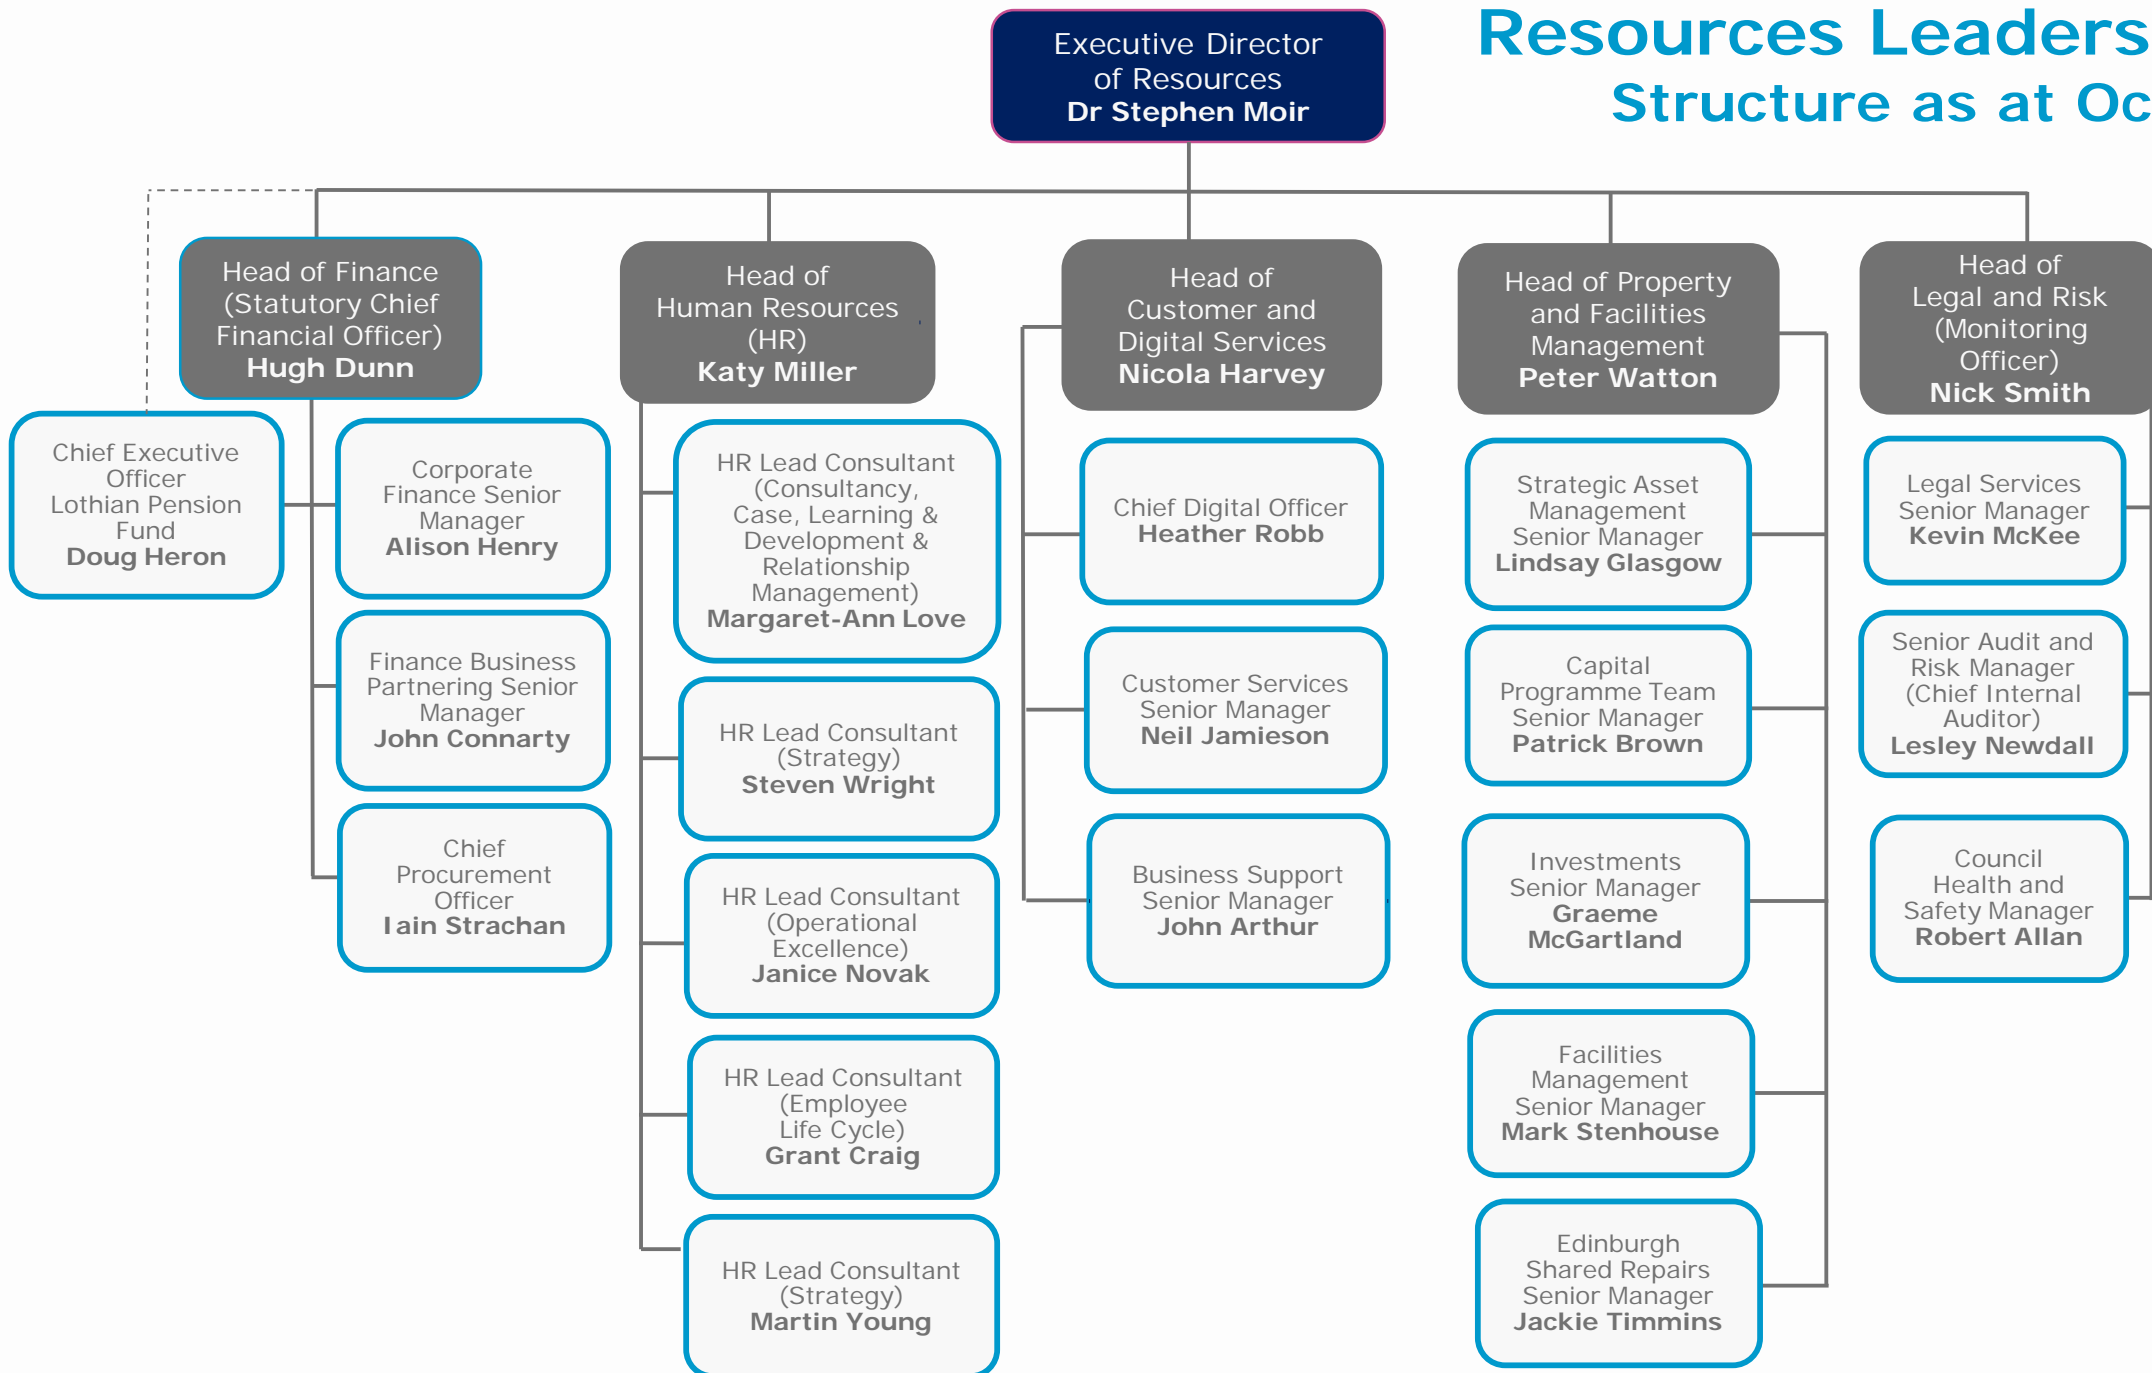 Resources Leaders
Structure as at Oc
Executive Director
of Resources
Dr Stephen Moir
Head of Finance
(Statutory Chief
Financial Officer)
Hugh Dunn
Head of
Human Resources
(HR)
Katy Miller
Head of
Customer and
Digital Services
Nicola Harvey
Head of Property
and Facilities
Management
Peter Watton
Head of
Legal and Risk
(Monitoring
Officer)
Nick Smith
Chief Executive
Officer
Lothian Pension
Fund
Doug Heron
Corporate
Finance Senior
Manager
Alison Henry
Finance Business
Partnering Senior
Manager
John Connarty
Chief
Procurement
Officer
Iain Strachan
HR Lead Consultant
(Consultancy,
Case, Learning &
Development &
Relationship
Management)
Margaret-Ann Love
HR Lead Consultant
(Strategy)
Steven Wright
HR Lead Consultant
(Operational
Excellence)
Janice Novak
HR Lead Consultant
(Employee
Life Cycle)
Grant Craig
HR Lead Consultant
(Strategy)
Martin Young
Chief Digital Officer
Heather Robb
Customer Services
Senior Manager
Neil Jamieson
Business Support
Senior Manager
John Arthur
Strategic Asset
Management
Senior Manager
Lindsay Glasgow
Capital
Programme Team
Senior Manager
Patrick Brown
Investments
Senior Manager
Graeme
McGartland
Facilities
Management
Senior Manager
Mark Stenhouse
Edinburgh
Shared Repairs
Senior Manager
Jackie Timmins
Legal Services
Senior Manager
Kevin McKee
Senior Audit and
Risk Manager
(Chief Internal
Auditor)
Lesley Newdall
Council
Health and
Safety Manager
Robert Allan